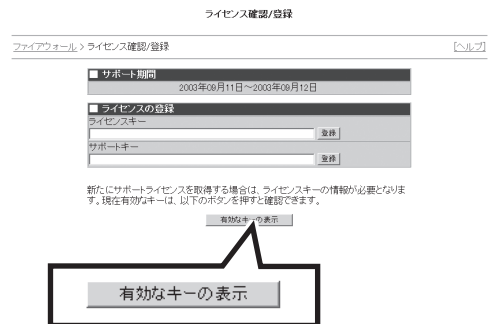 ライセンス確認/登録
ファイアウォール > ライセンス確認/登録 [ヘルプ]
■ サポート期間
2003年09月11日～2003年09月12日
■ ライセンスの登録
ライセンスキー
登録
サポートキー
登録
新たにサポートライセンスを取得する場合は、ライセンスキーの情報が必要となりま
す。現在有効なキーは、以下のボタンを押すと確認できます。
有効なキーの表示
有効なキーの表示